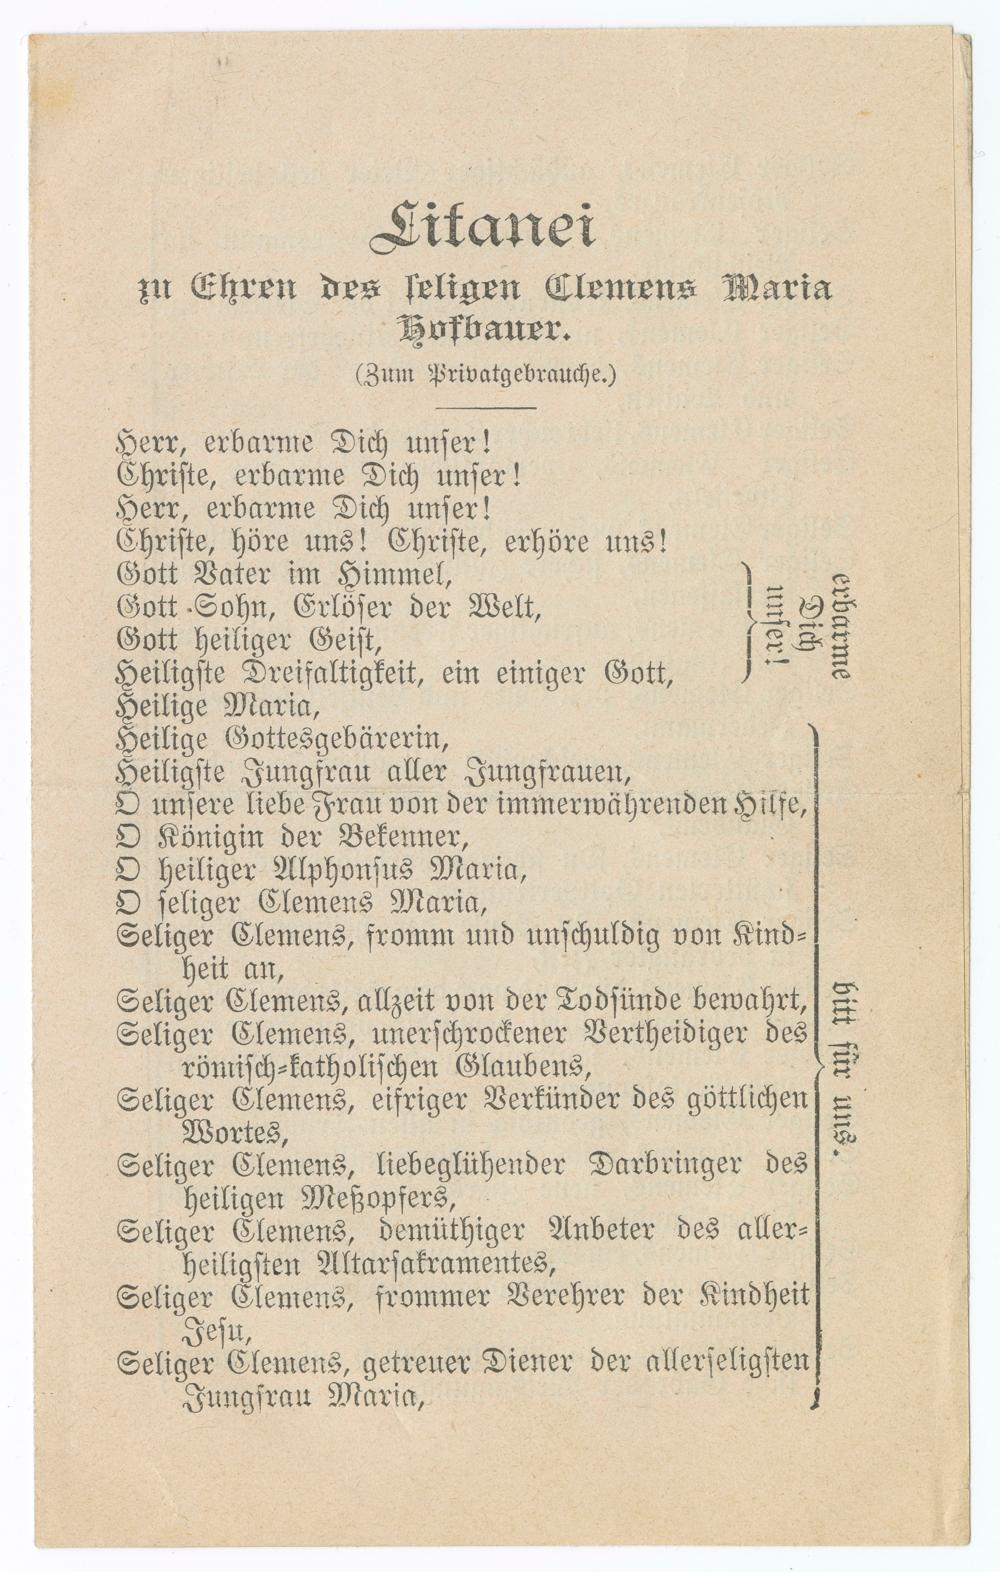 Litanei
zu Ehren des seligen Clemens Maria
Hofbauer.
(Zum Privatgebrauche.)
Herr, erbarme Dich unser!
Christe, erbarme Dich unser!
Herr, erbarme Dich unser!
Christe, höre uns! Christe, erhöre uns!
Gott Vater im Himmel,
Gott Sohn, Erlöser der Welt,
Gott heiliger Geist,
Heiligste Dreifaltigkeit, ein einiger Gott,
erbarme
Dich
unser!
Heilige Maria,
Heilige Gottesgebärerin,
Heiligste Jungfrau aller Jungfrauen,
O unsere liebe Frau von der immerwährenden Hilfe,
O Königin der Bekenner,
O heiliger Alphonsus Maria,
O seliger Clemens Maria,
Seliger Clemens, fromm und unschuldig von Kind-
heit an,
Seliger Clemens, allzeit von der Todsünde bewahrt,
Seliger Clemens, unerschrockener Vertheidiger des
römisch-katholischen Glaubens,
Seliger Clemens, eifriger Verkünder des göttlichen
Wortes,
Seliger Clemens, liebeglühender Darbringer des
heiligen Meßopfers,
Seliger Clemens, demüthiger Anbeter des aller-
heiligsten Altarsakramentes,
Seliger Clemens, frommer Verehrer der Kindheit
Jesu,
Seliger Clemens, getreuer Diener der allerseligsten
Jungfrau Maria,
bitt für uns.